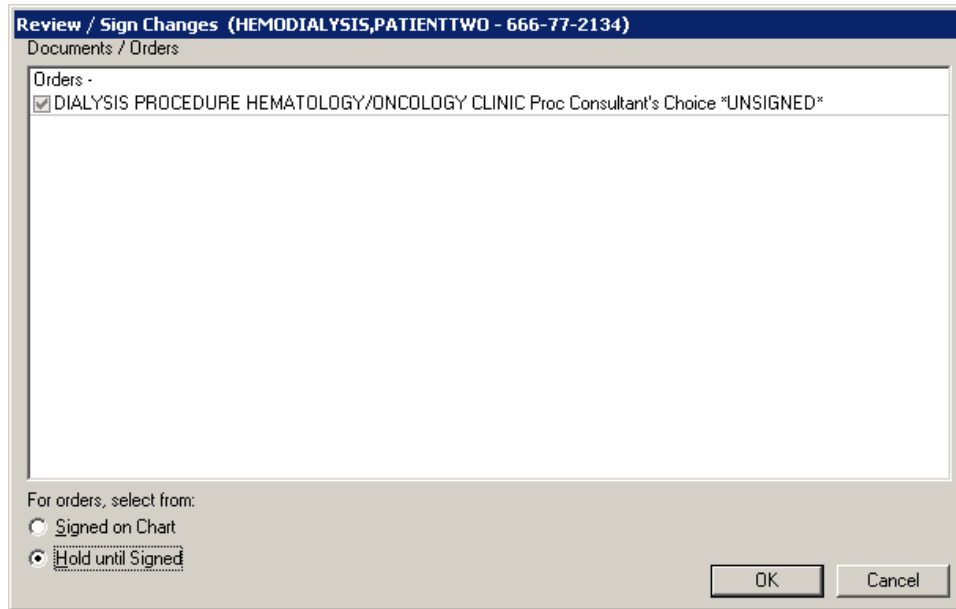 Review / Sign Changes (HEMODIALYSIS,PATIENTTWO - 666-77-2134)
Documents / Orders
Orders -
DIALYSIS PROCEDURE HEMATOLOGY/ONCOLOGY CLINIC Proc Consultant's Choice *UNSIGNED*
For orders, select from:
Signed on Chart
Hold until Signed
OK Cancel